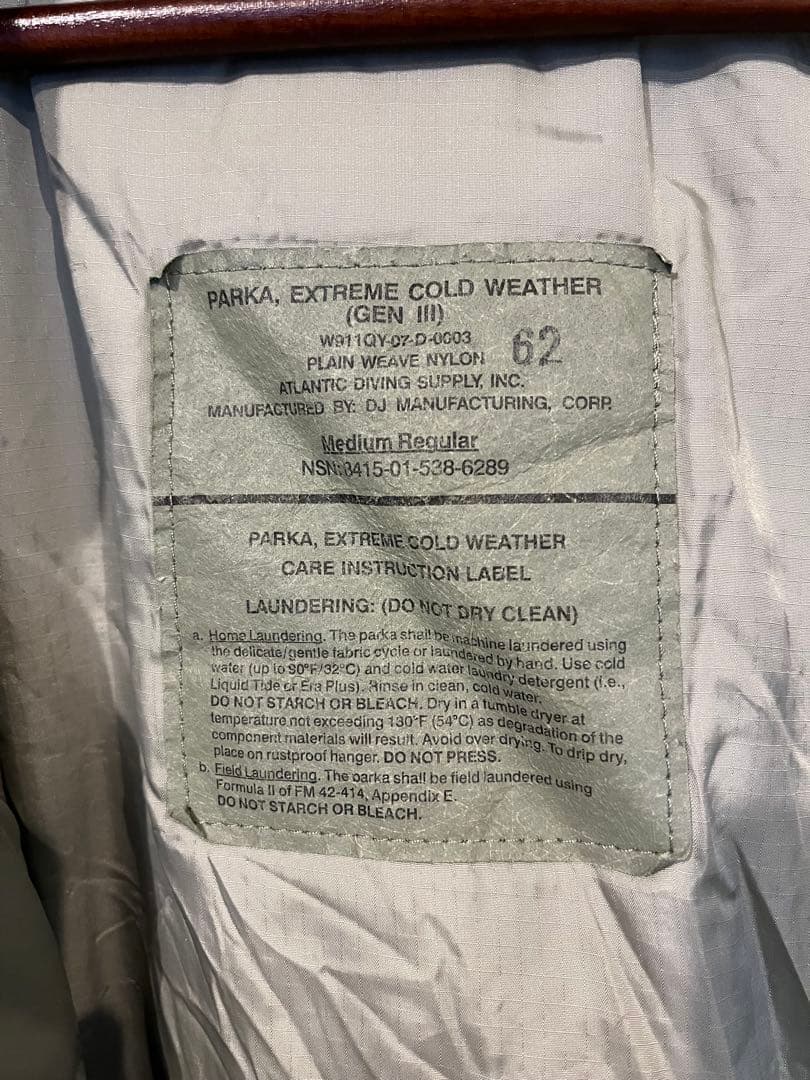 PARKA, EXTREME COLD WEATHER
(GEN III)
W911QY-07-D-0003
62
PLAIN WEAVE NYLON
ATLANTIC DIVING SUPPLY, INC.
MANUFACTURED BY: DJ MANUFACTURING, CORP.
Medium Regular
NSN:8415-01-538-6289
PARKA, EXTREME COLD WEATHER
CARE INSTRUCTION LABEL
LAUNDERING: (DO NOT DRY CLEAN)
a. Home Laundering. The parka shall be machine laundered using
the delicate/gentle fabric cycle or laundered by hand. Use cold
water (up to 90°F/32°C) and cold water laundry detergent (i.e.,
Liquid Tide or Era Plus). Rinse in clean, cold water.
DO NOT STARCH OR BLEACH. Dry in a tumble dryer at
temperature not exceeding 130°F (54°C) as degradation of the
component materials will result. Avoid over drying. To drip dry,
place on rustproof hanger. DO NOT PRESS.
b. Field Laundering. The parka shall be field laundered using
Formula II of FM 42-414, Appendix E.
DO NOT STARCH OR BLEACH.